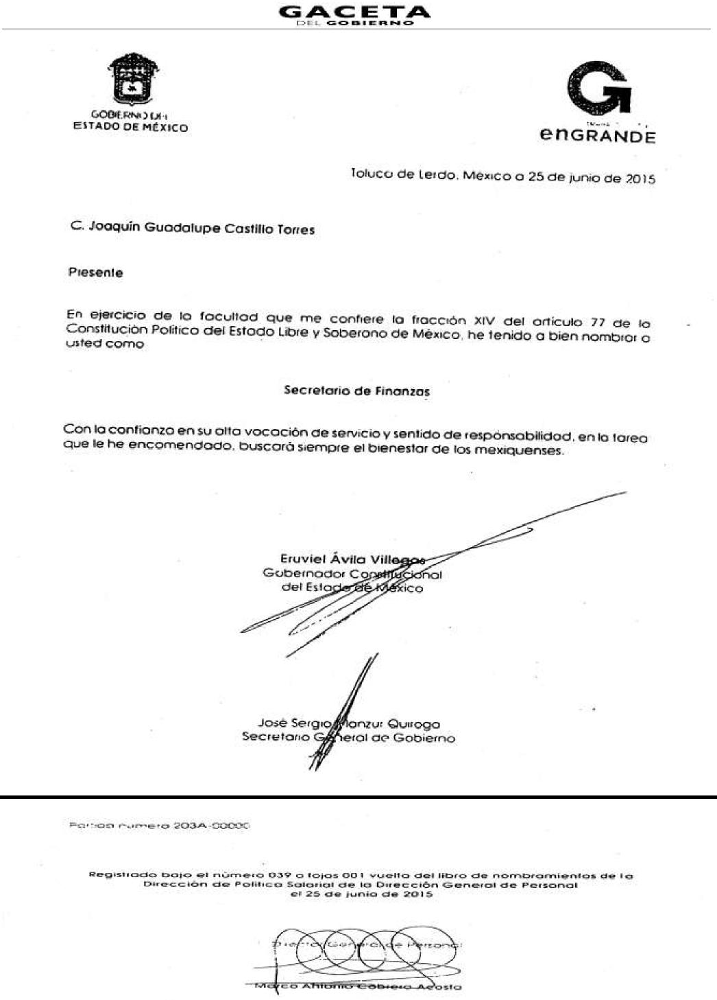 GACETA
DEL GOBIERNO
GOBIERNO DEL
ESTADO DE MÉXICO
enGRANDE
Toluca de Lerdo, México a 25 de junio de 2015
C. Joaquín Guadalupe Castillo Torres
Presente
En ejercicio de la facultad que me confiere la fracción XIV del artículo 77 de la
Constitución Política del Estado Libre y Soberano de México, he tenido a bien nombrar a
usted como
Secretario de Finanzas
Con la confianza en su alta vocación de servicio y sentido de responsabilidad, en la tarea
que le he encomendado, buscará siempre el bienestar de los mexiquenses.
Eruviel Ávila Villegas
Gobernador Constitucional
del Estado de México
José Sergio Manzur Quiroga
Secretario General de Gobierno
número 203A-00000
Registrado bajo el número 039 a fojas 001 vuelta del libro de nombramientos de la
Dirección de Política Salarial de la Dirección General de Personal
el 25 de junio de 2015
Director General de Personal
Marco Antonio Cabrera Acosta